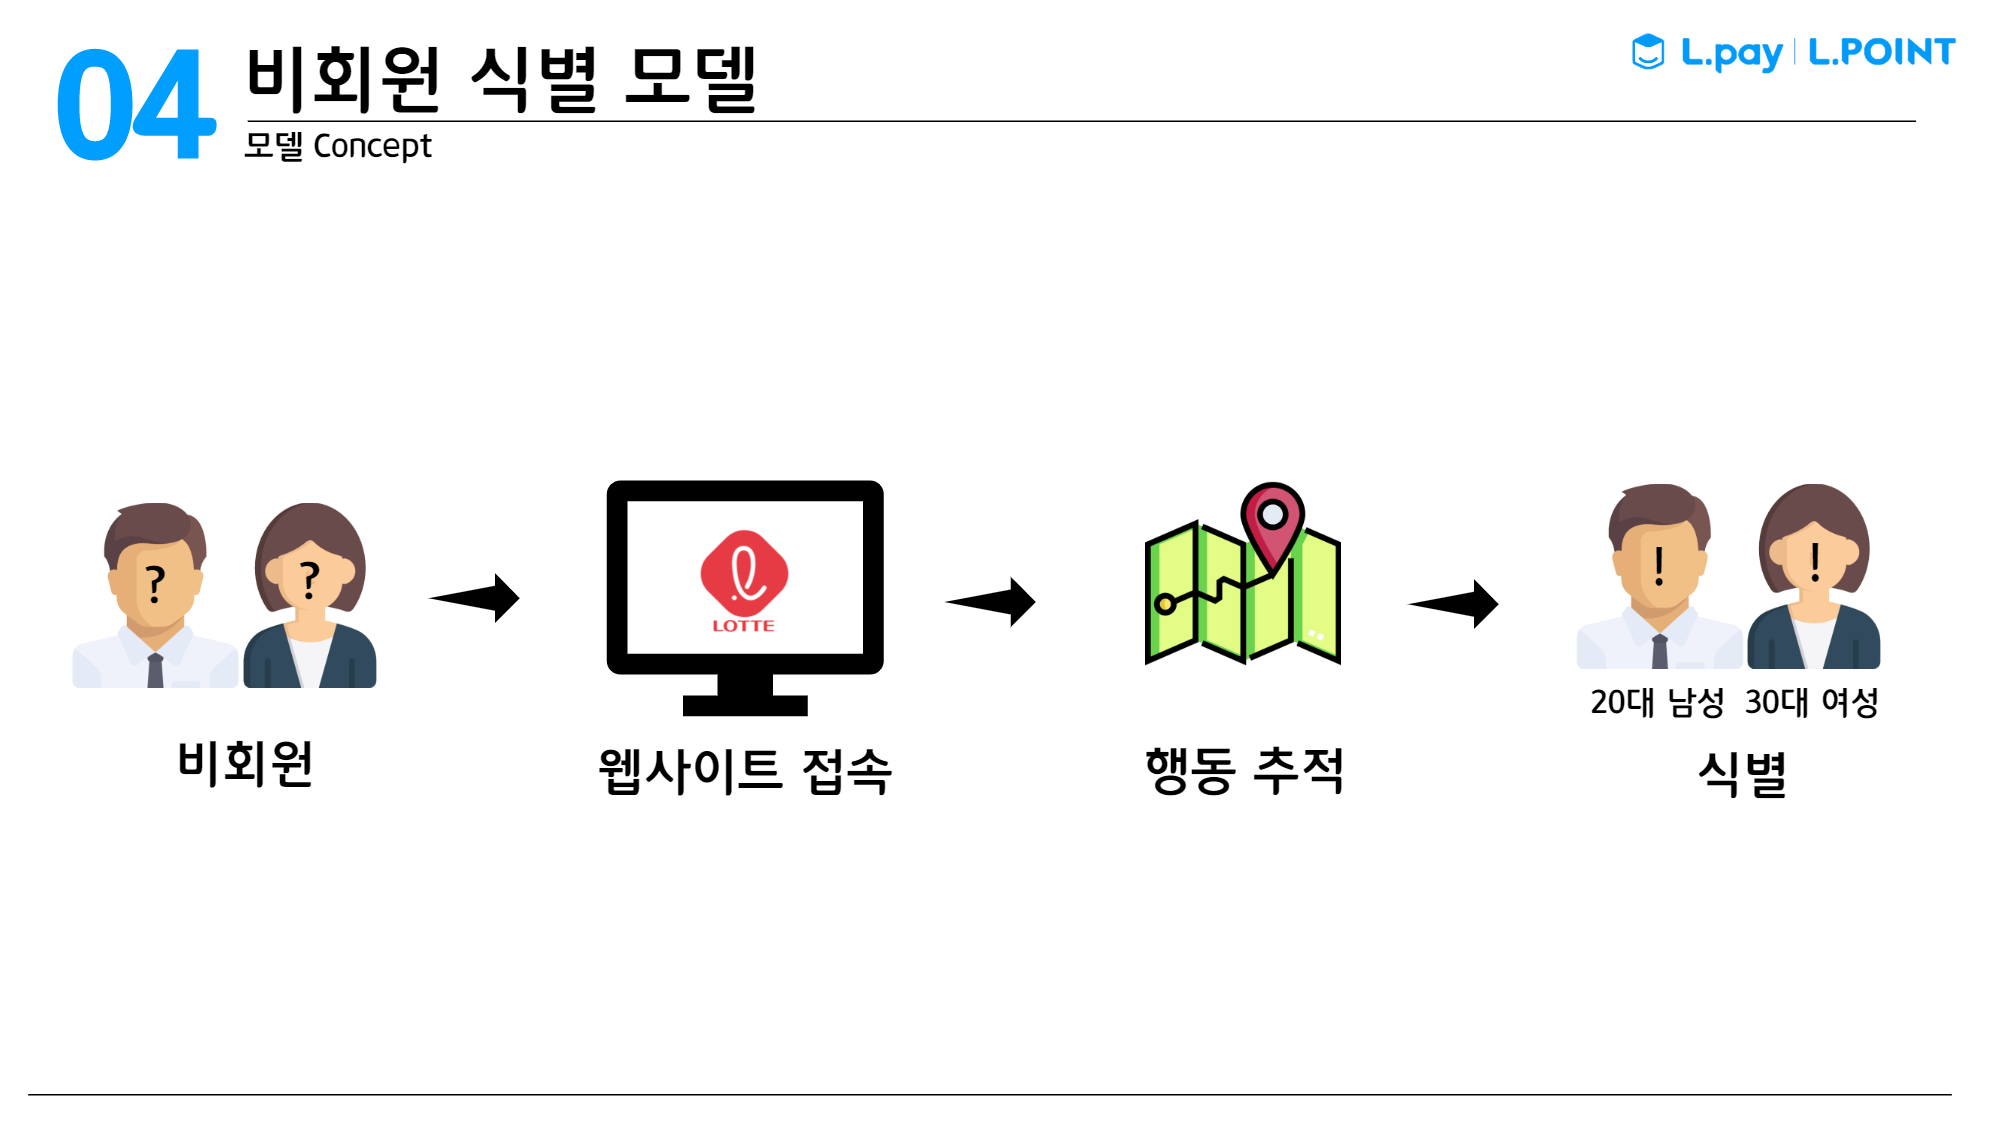 04
비회원 식별 모델
L.pay | L.POINT
모델 Concept
? ?
LOTTE
! !
20대 남성 30대 여성
비회원
웹사이트 접속
행동 추적
식별